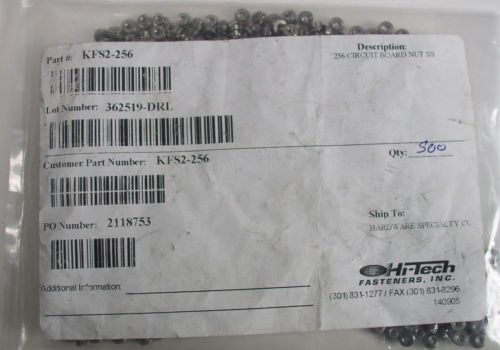 Part #: KFS2-256
Description:
256 CIRCUIT BOARD NUT SS
Lot Number: 362519-DRL
Customer Part Number: KFS2-256
Qty: 500
PO Number: 2118753
Ship To:
HARDWARE SPECIALTY CO
Additional Information:
Hi-Tech
FASTENERS, INC.
(301) 831-1277 / FAX (301) 831-8296
140905